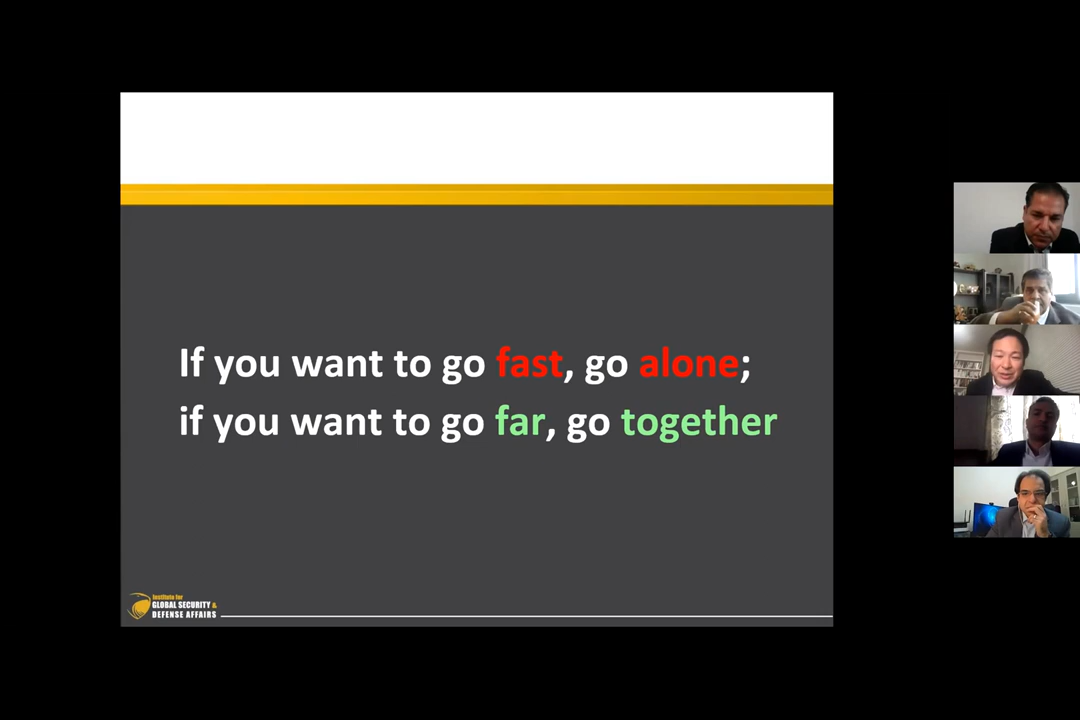 If you want to go fast, go alone;
if you want to go far, go together
Institute for
GLOBAL SECURITY &
DEFENSE AFFAIRS